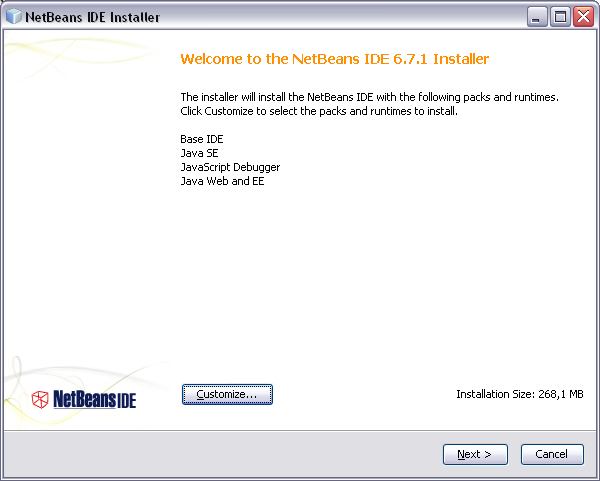 NetBeans IDE Installer
Welcome to the NetBeans IDE 6.7.1 Installer
The installer will install the NetBeans IDE with the following packs and runtimes.
Click Customize to select the packs and runtimes to install.
Base IDE
Java SE
JavaScript Debugger
Java Web and EE
NetBeans IDE
Customize...
Installation Size: 268,1 MB
Next >
Cancel